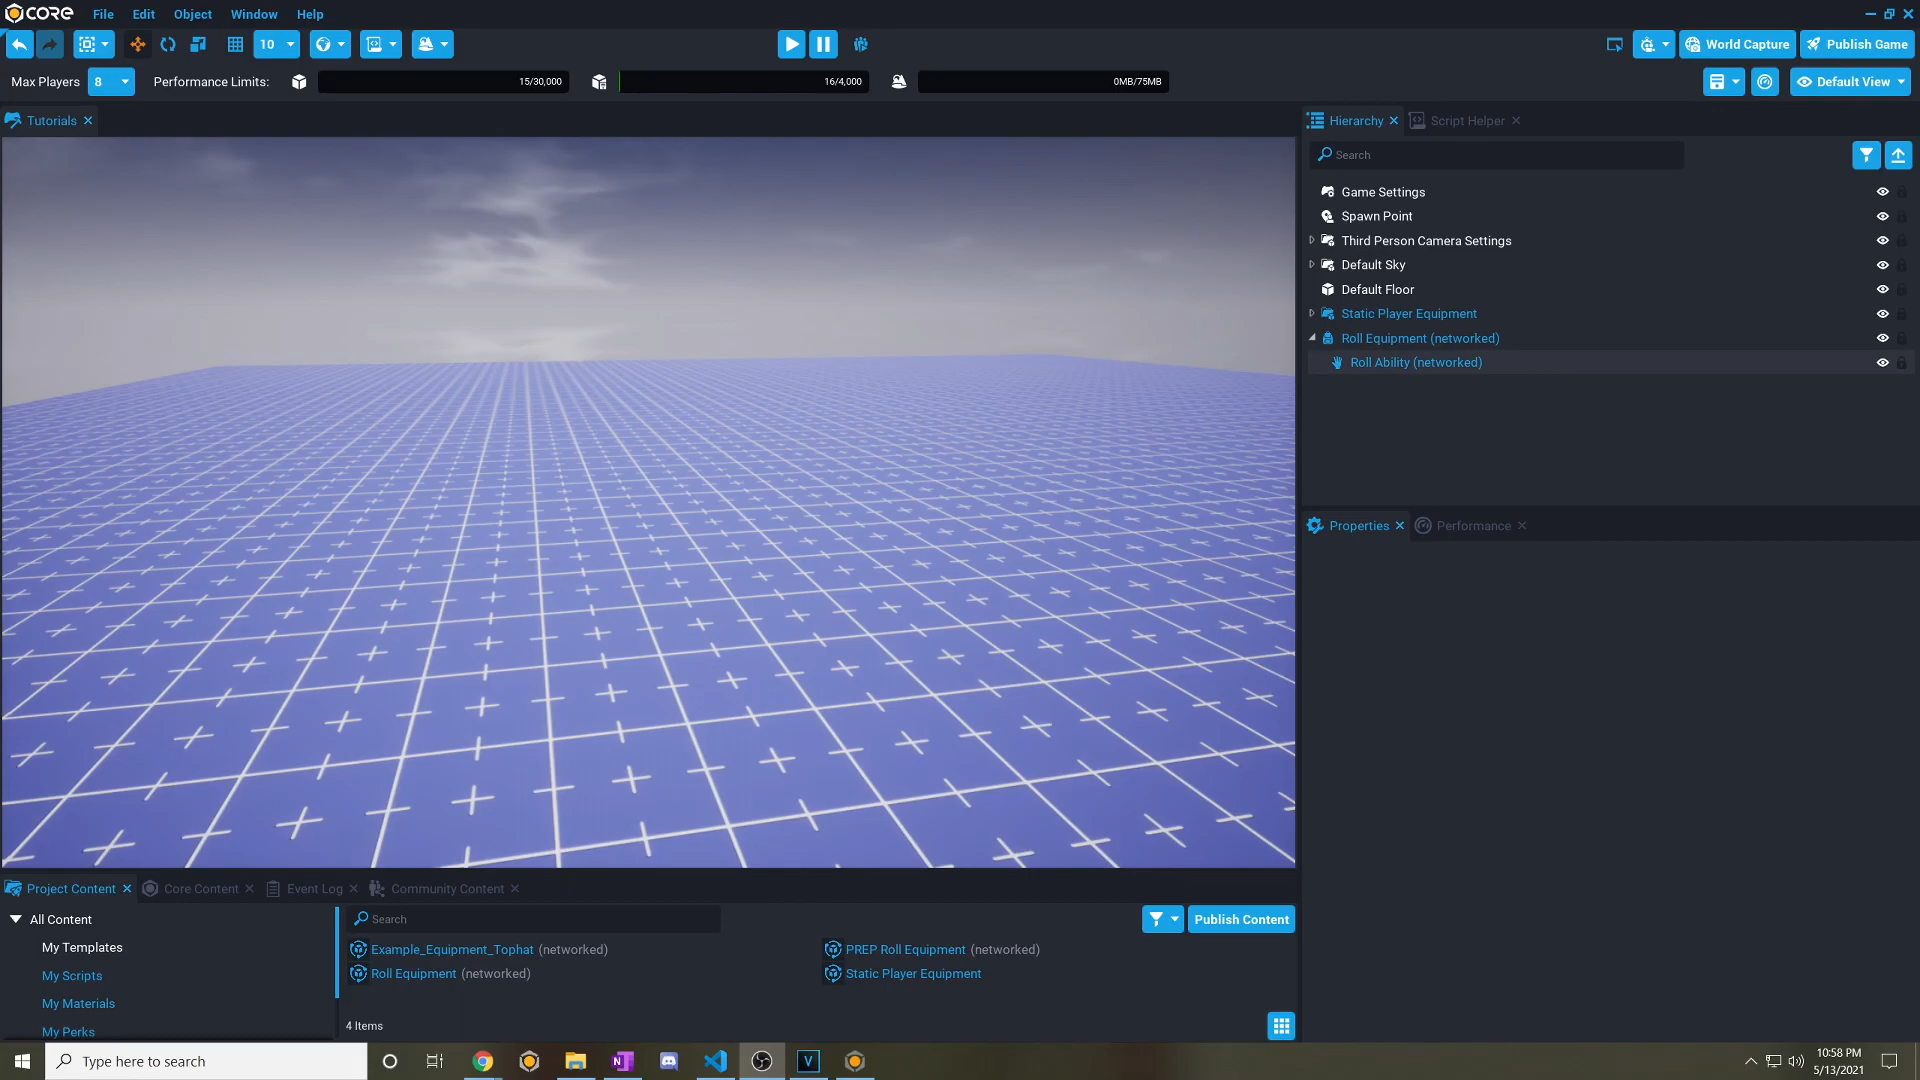 CORE File Edit Object Window Help
10 World Capture Publish Game
Max Players 8 Performance Limits: 15/30,000 16/4,000 0MB/75MB Default View
Tutorials
Hierarchy Script Helper
Search
Game Settings
Spawn Point
Third Person Camera Settings
Default Sky
Default Floor
Static Player Equipment
Roll Equipment (networked)
Roll Ability (networked)
Properties Performance
Project Content Core Content Event Log Community Content
All Content
My Templates
My Scripts
My Materials
My Perks
Search Publish Content
Example_Equipment_Tophat (networked) PREP Roll Equipment (networked)
Roll Equipment (networked) Static Player Equipment
4 Items
Type here to search
10:58 PM
5/13/2021